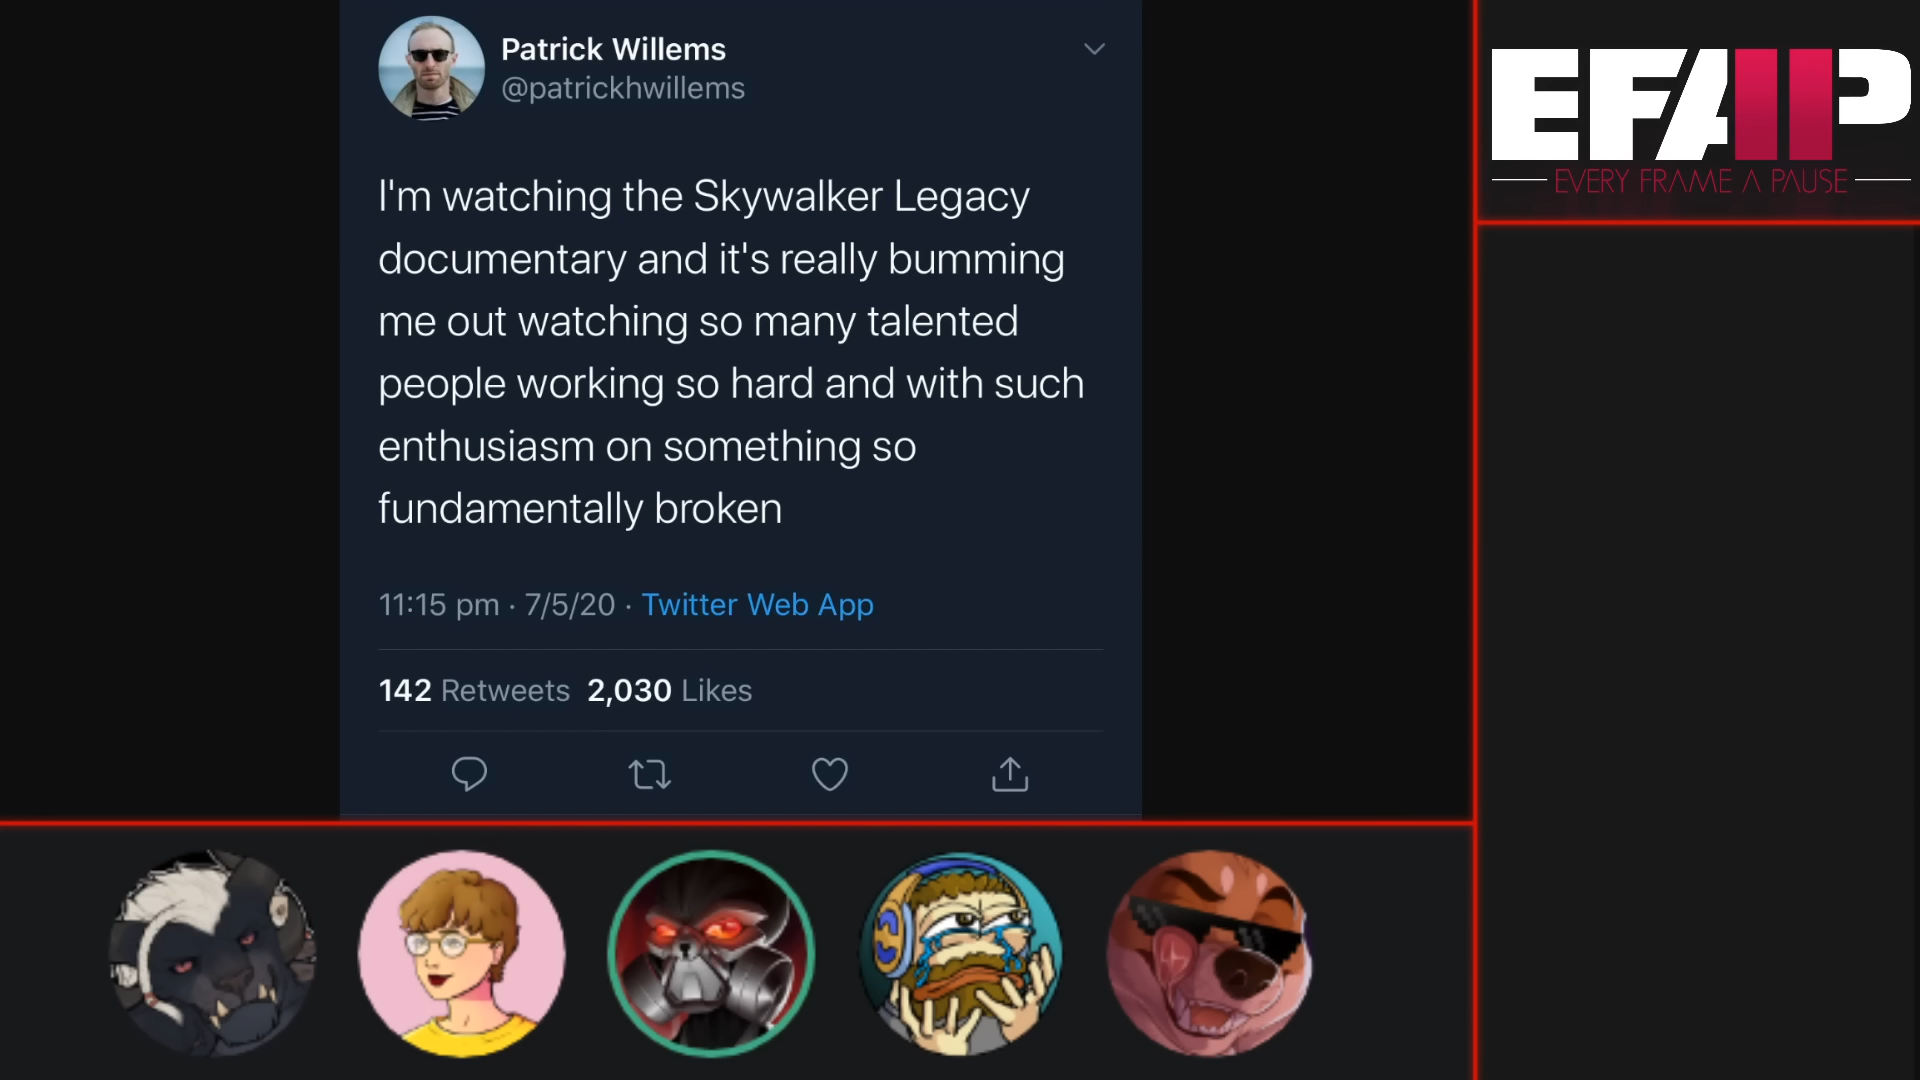 Patrick Willems
@patrickhwillems
I'm watching the Skywalker Legacy
documentary and it's really bumming
me out watching so many talented
people working so hard and with such
enthusiasm on something so
fundamentally broken
11:15 pm · 7/5/20 · Twitter Web App
142 Retweets 2,030 Likes
EFAP
EVERY FRAME A PAUSE